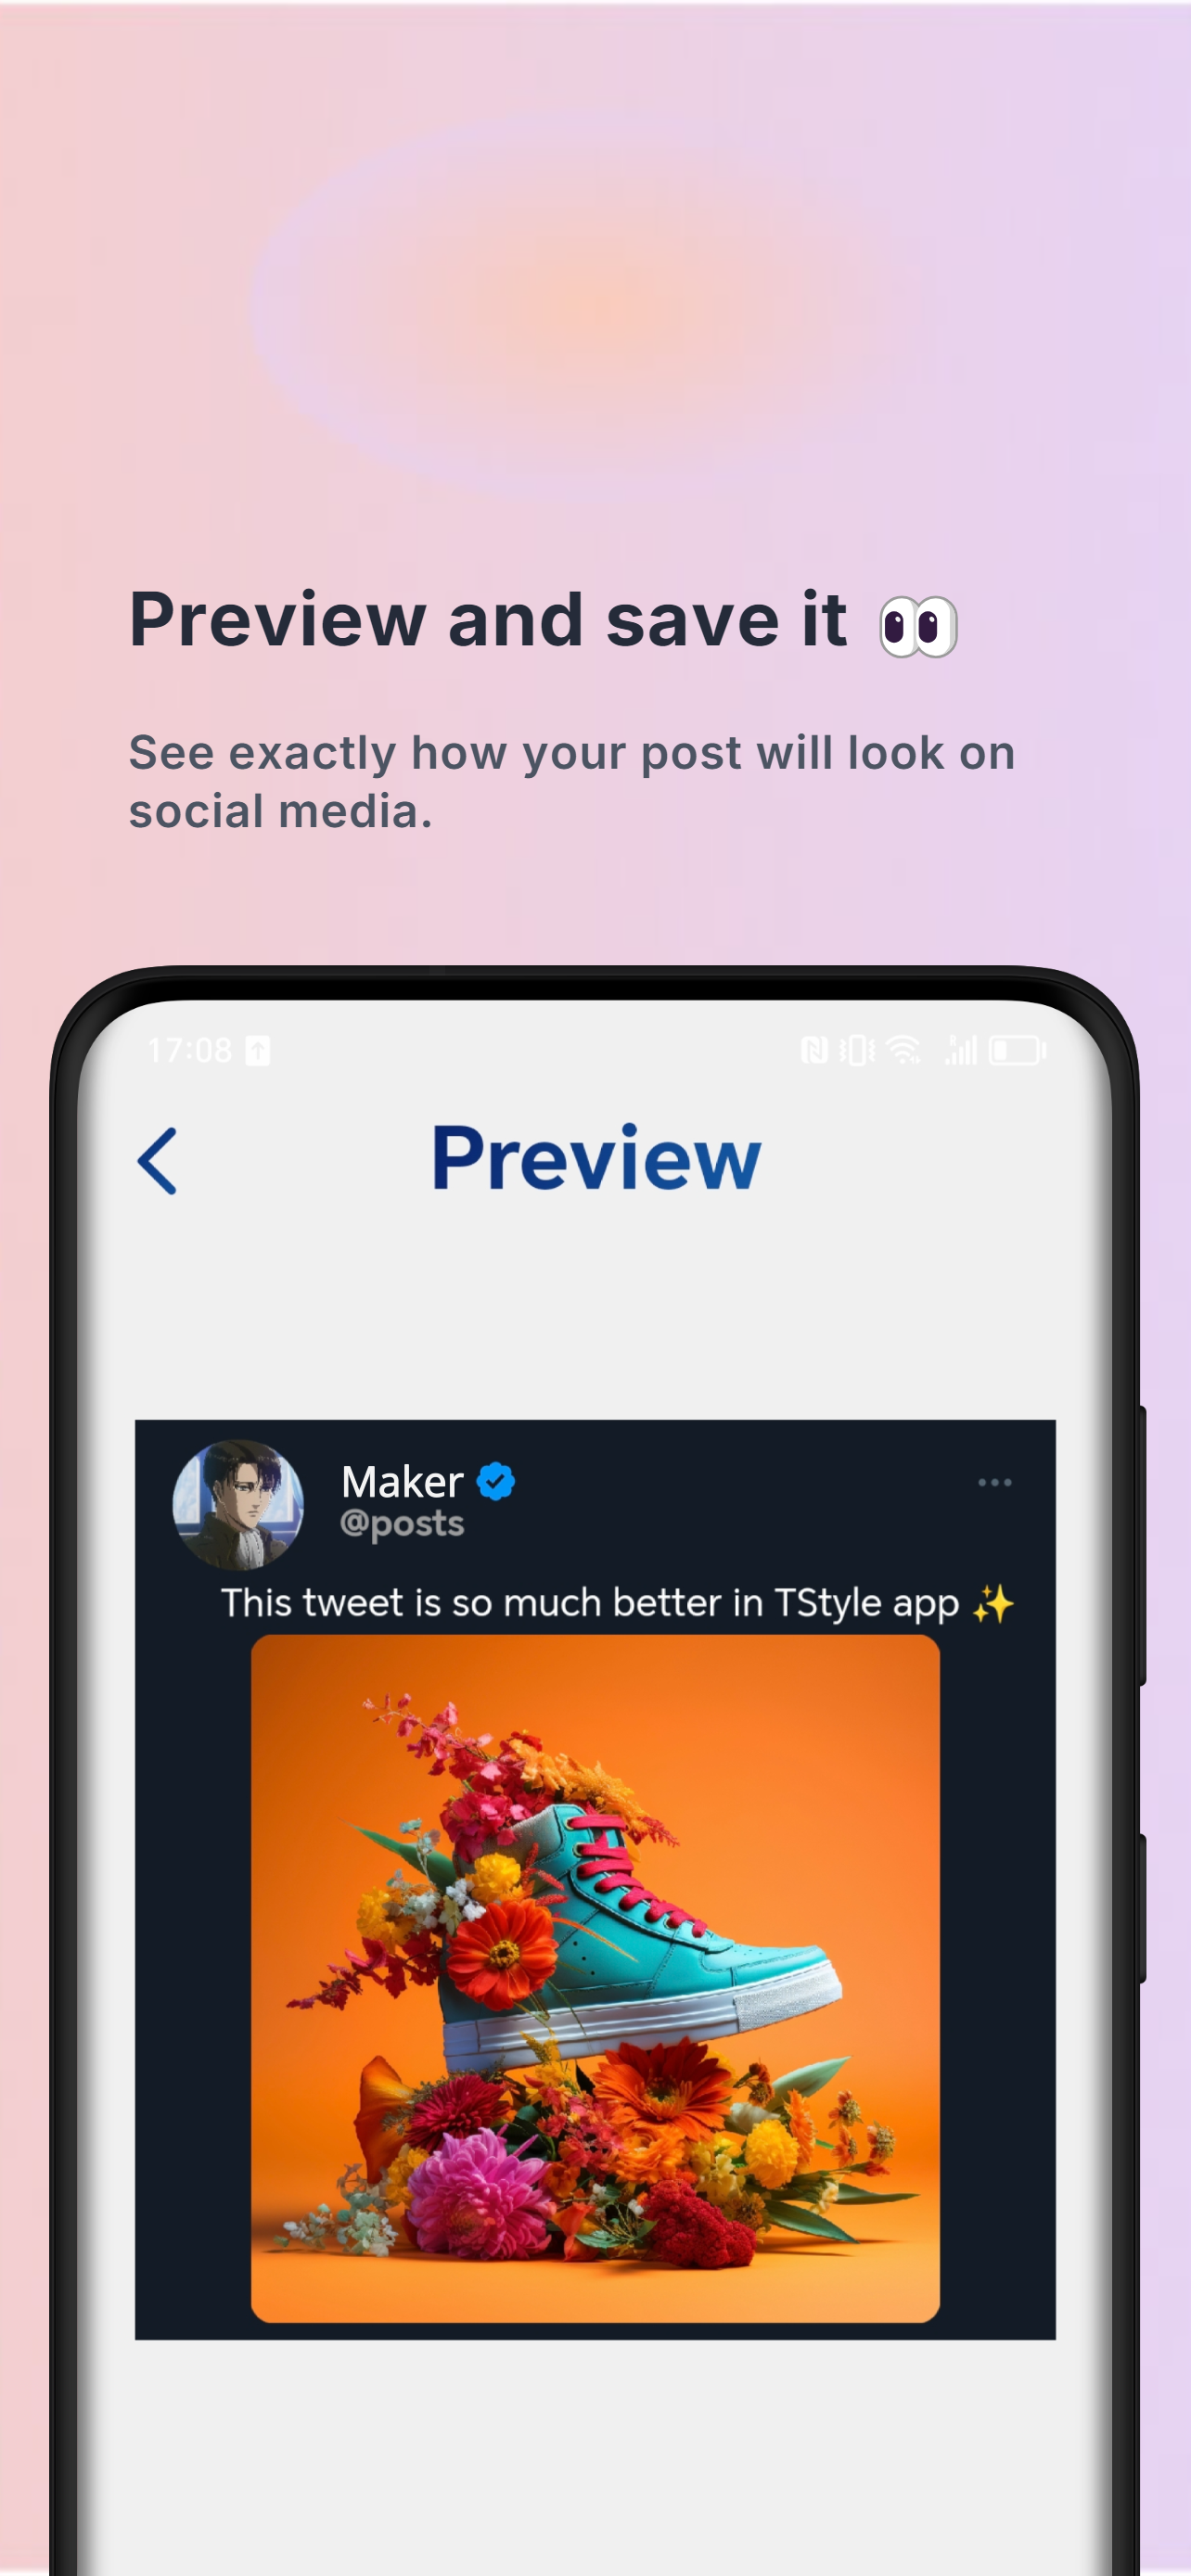 Preview and save it 👀
See exactly how your post will look on
social media.
17:08
Preview
Maker
@posts
This tweet is so much better in TStyle app ✨